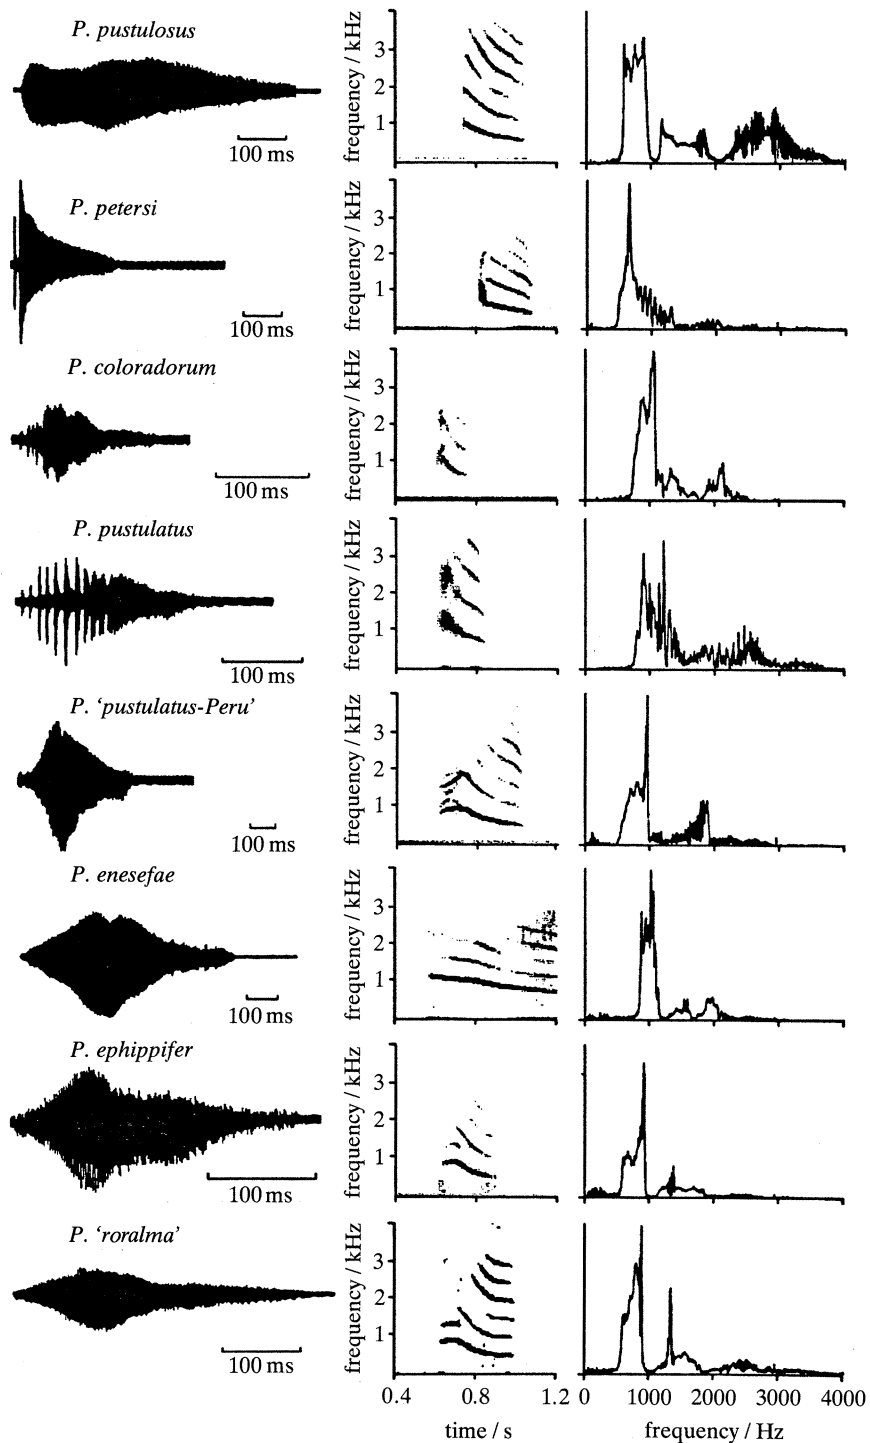 P. pustulosus
100 ms
frequency / kHz
3
2
1
P. petersi
100 ms
frequency / kHz
3
2
1
P. coloradorum
100 ms
frequency / kHz
3
2
1
P. pustulatus
100 ms
frequency / kHz
3
2
1
P. ‘pustulatus-Peru’
100 ms
frequency / kHz
3
2
1
P. enesefae
100 ms
frequency / kHz
3
2
1
P. ephippifer
100 ms
frequency / kHz
3
2
1
P. ‘roralma’
100 ms
frequency / kHz
3
2
1
0.4 0.8 1.2 0 1000 2000 3000 4000
time / s frequency / Hz